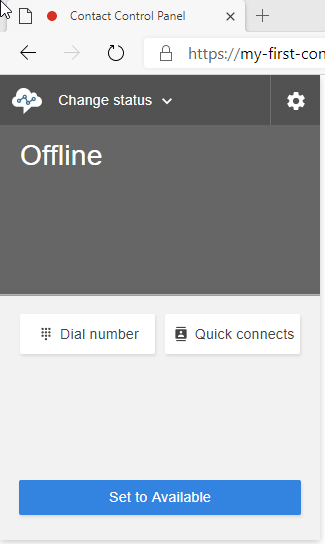 Contact Control Panel
https://my-first-con
Change status
Offline
Dial number
Quick connects
Set to Available